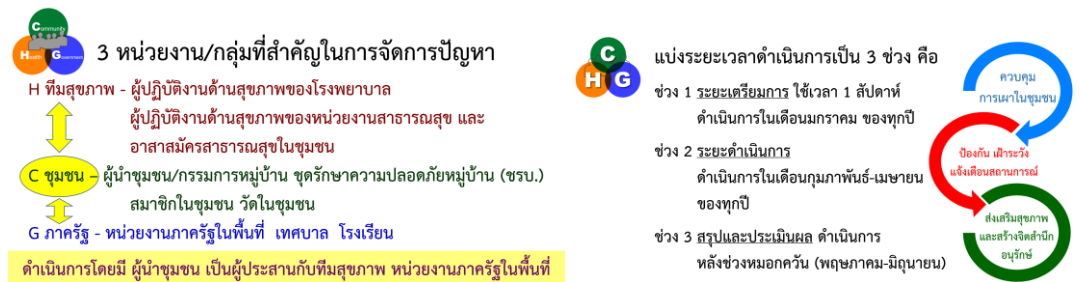 Community
Health
Government
3 หน่วยงาน/กลุ่มที่สำคัญในการจัดการปัญหา
H ทีมสุขภาพ - ผู้ปฏิบัติงานด้านสุขภาพของโรงพยาบาล
ผู้ปฏิบัติงานด้านสุขภาพของหน่วยงานสาธารณสุข และ
อาสาสมัครสาธารณสุขในชุมชน
C ชุมชน – ผู้นำชุมชน/กรรมการหมู่บ้าน ชุดรักษาความปลอดภัยหมู่บ้าน (ชรบ.)
สมาชิกในชุมชน วัดในชุมชน
G ภาครัฐ - หน่วยงานภาครัฐในพื้นที่ เทศบาล โรงเรียน
ดำเนินการโดยมี ผู้นำชุมชน เป็นผู้ประสานกับทีมสุขภาพ หน่วยงานภาครัฐในพื้นที่
C
H G
แบ่งระยะเวลาดำเนินการเป็น 3 ช่วง คือ
ช่วง 1 ระยะเตรียมการ ใช้เวลา 1 สัปดาห์
ดำเนินการในเดือนมกราคม ของทุกปี
ช่วง 2 ระยะดำเนินการ
ดำเนินการในเดือนกุมภาพันธ์-เมษายน
ของทุกปี
ช่วง 3 สรุปและประเมินผล ดำเนินการ
หลังช่วงหมอกควัน (พฤษภาคม-มิถุนายน)
ควบคุม
การเผาในชุมชน
ป้องกัน เฝ้าระวัง
แจ้งเตือนสถานการณ์
ส่งเสริมสุขภาพ
และสร้างจิตสำนึก
อนุรักษ์